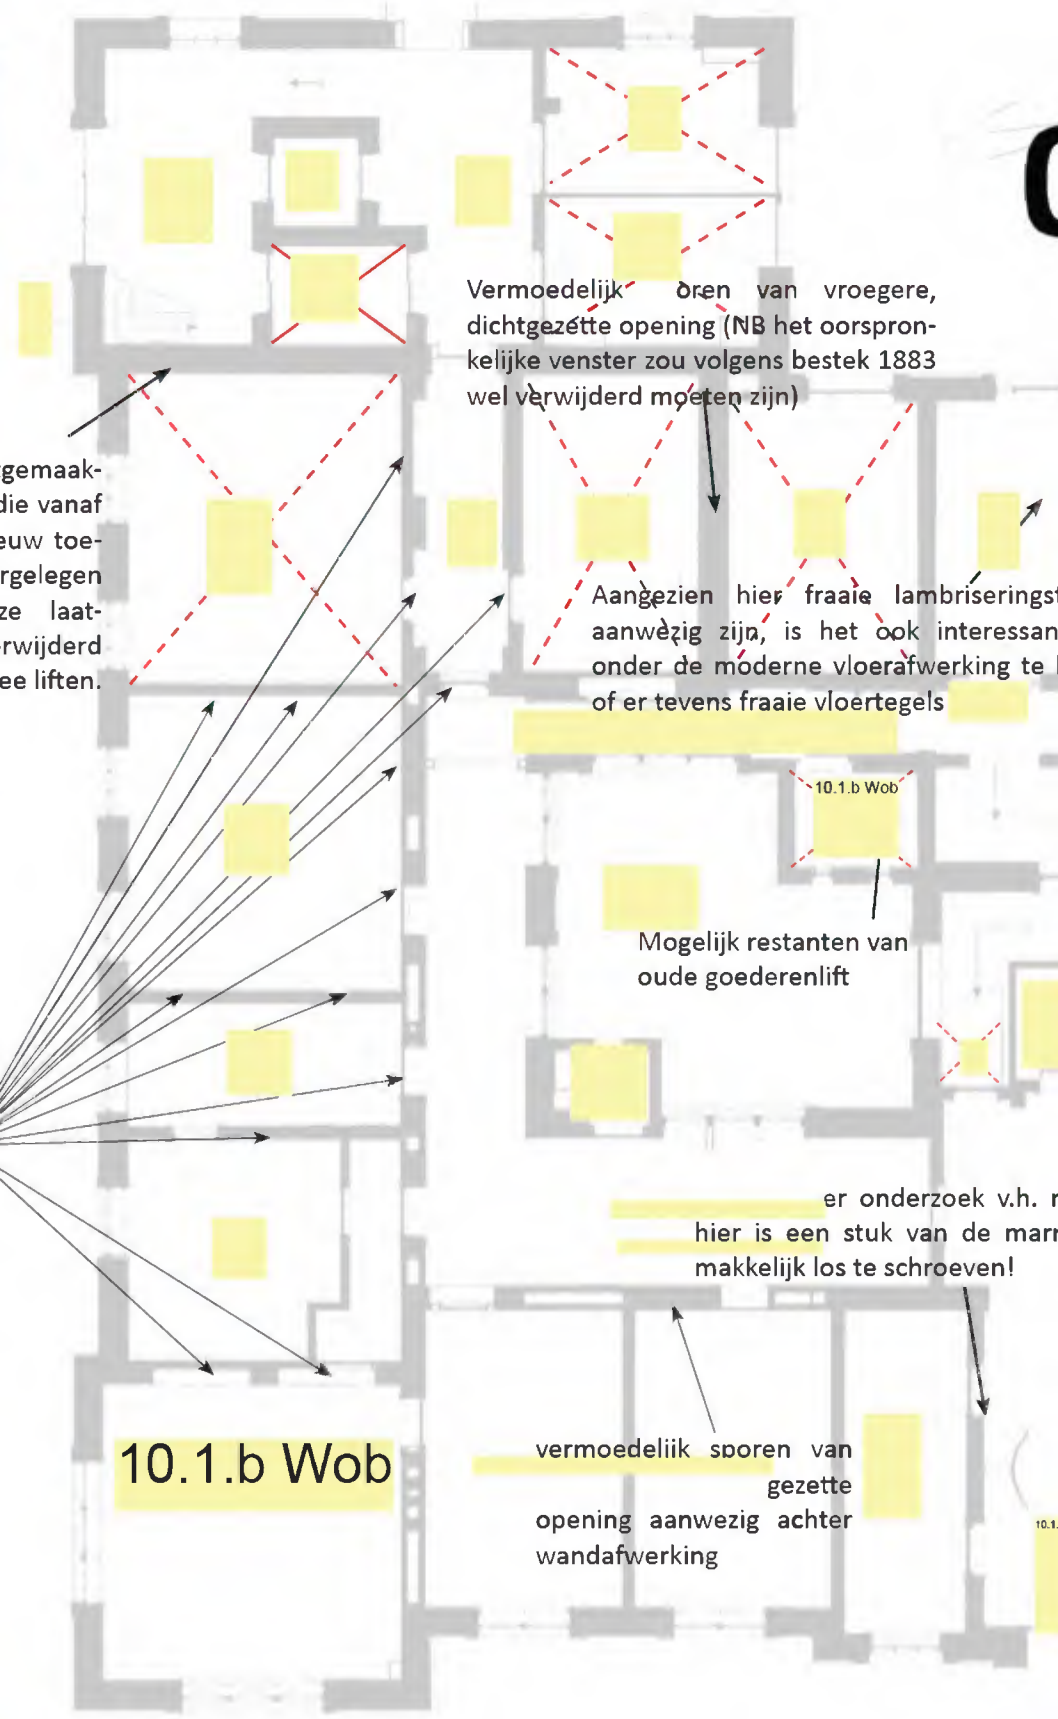 Vermoedelijk oren van vroegere,
dichtgezette opening (NB het oorspron-
kelijke venster zou volgens bestek 1883
wel verwijderd moeten zijn)
gemaak-
die vanaf
euw toe-
rgelegen
ze laat-
rwijderd
ee liften.
Aangezien hier fraaie lambriseringst
aanwezig zijn, is het ook interessan
onder de moderne vloerafwerking te
of er tevens fraaie vloertegels
10.1.b Wob
Mogelijk restanten van
oude goederenlift
er onderzoek v.h.
hier is een stuk van de marm
makkelijk los te schroeven!
10.1.b Wob
vermoedelijk sporen van
gezette
opening aanwezig achter
wandafwerking
10.1.